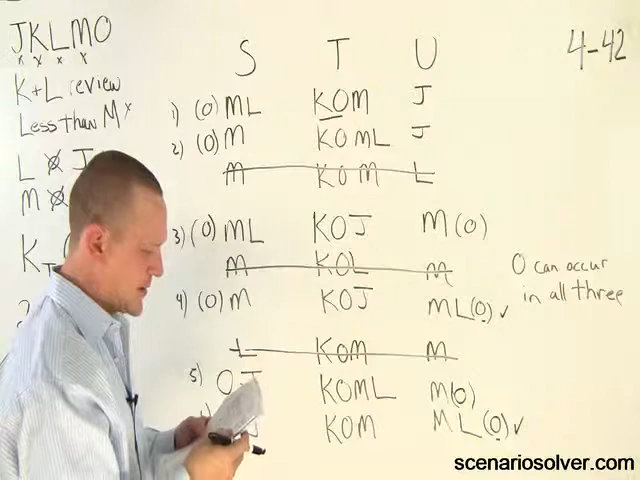 JKLMO
x x x x
K+L review
Less than M x
L J
M
K T
S T U
4-42
1) (O) ML KOM J
2) (O) M KOML J
M KOM L
3) (O) ML KOJ M (O)
M KOL M
4) (O) M KOJ ML(O) ✓
L KOM M
5) O J KOML M(O)
KOM ML(O) ✓
O can occur
in all three
scenariosolver.com